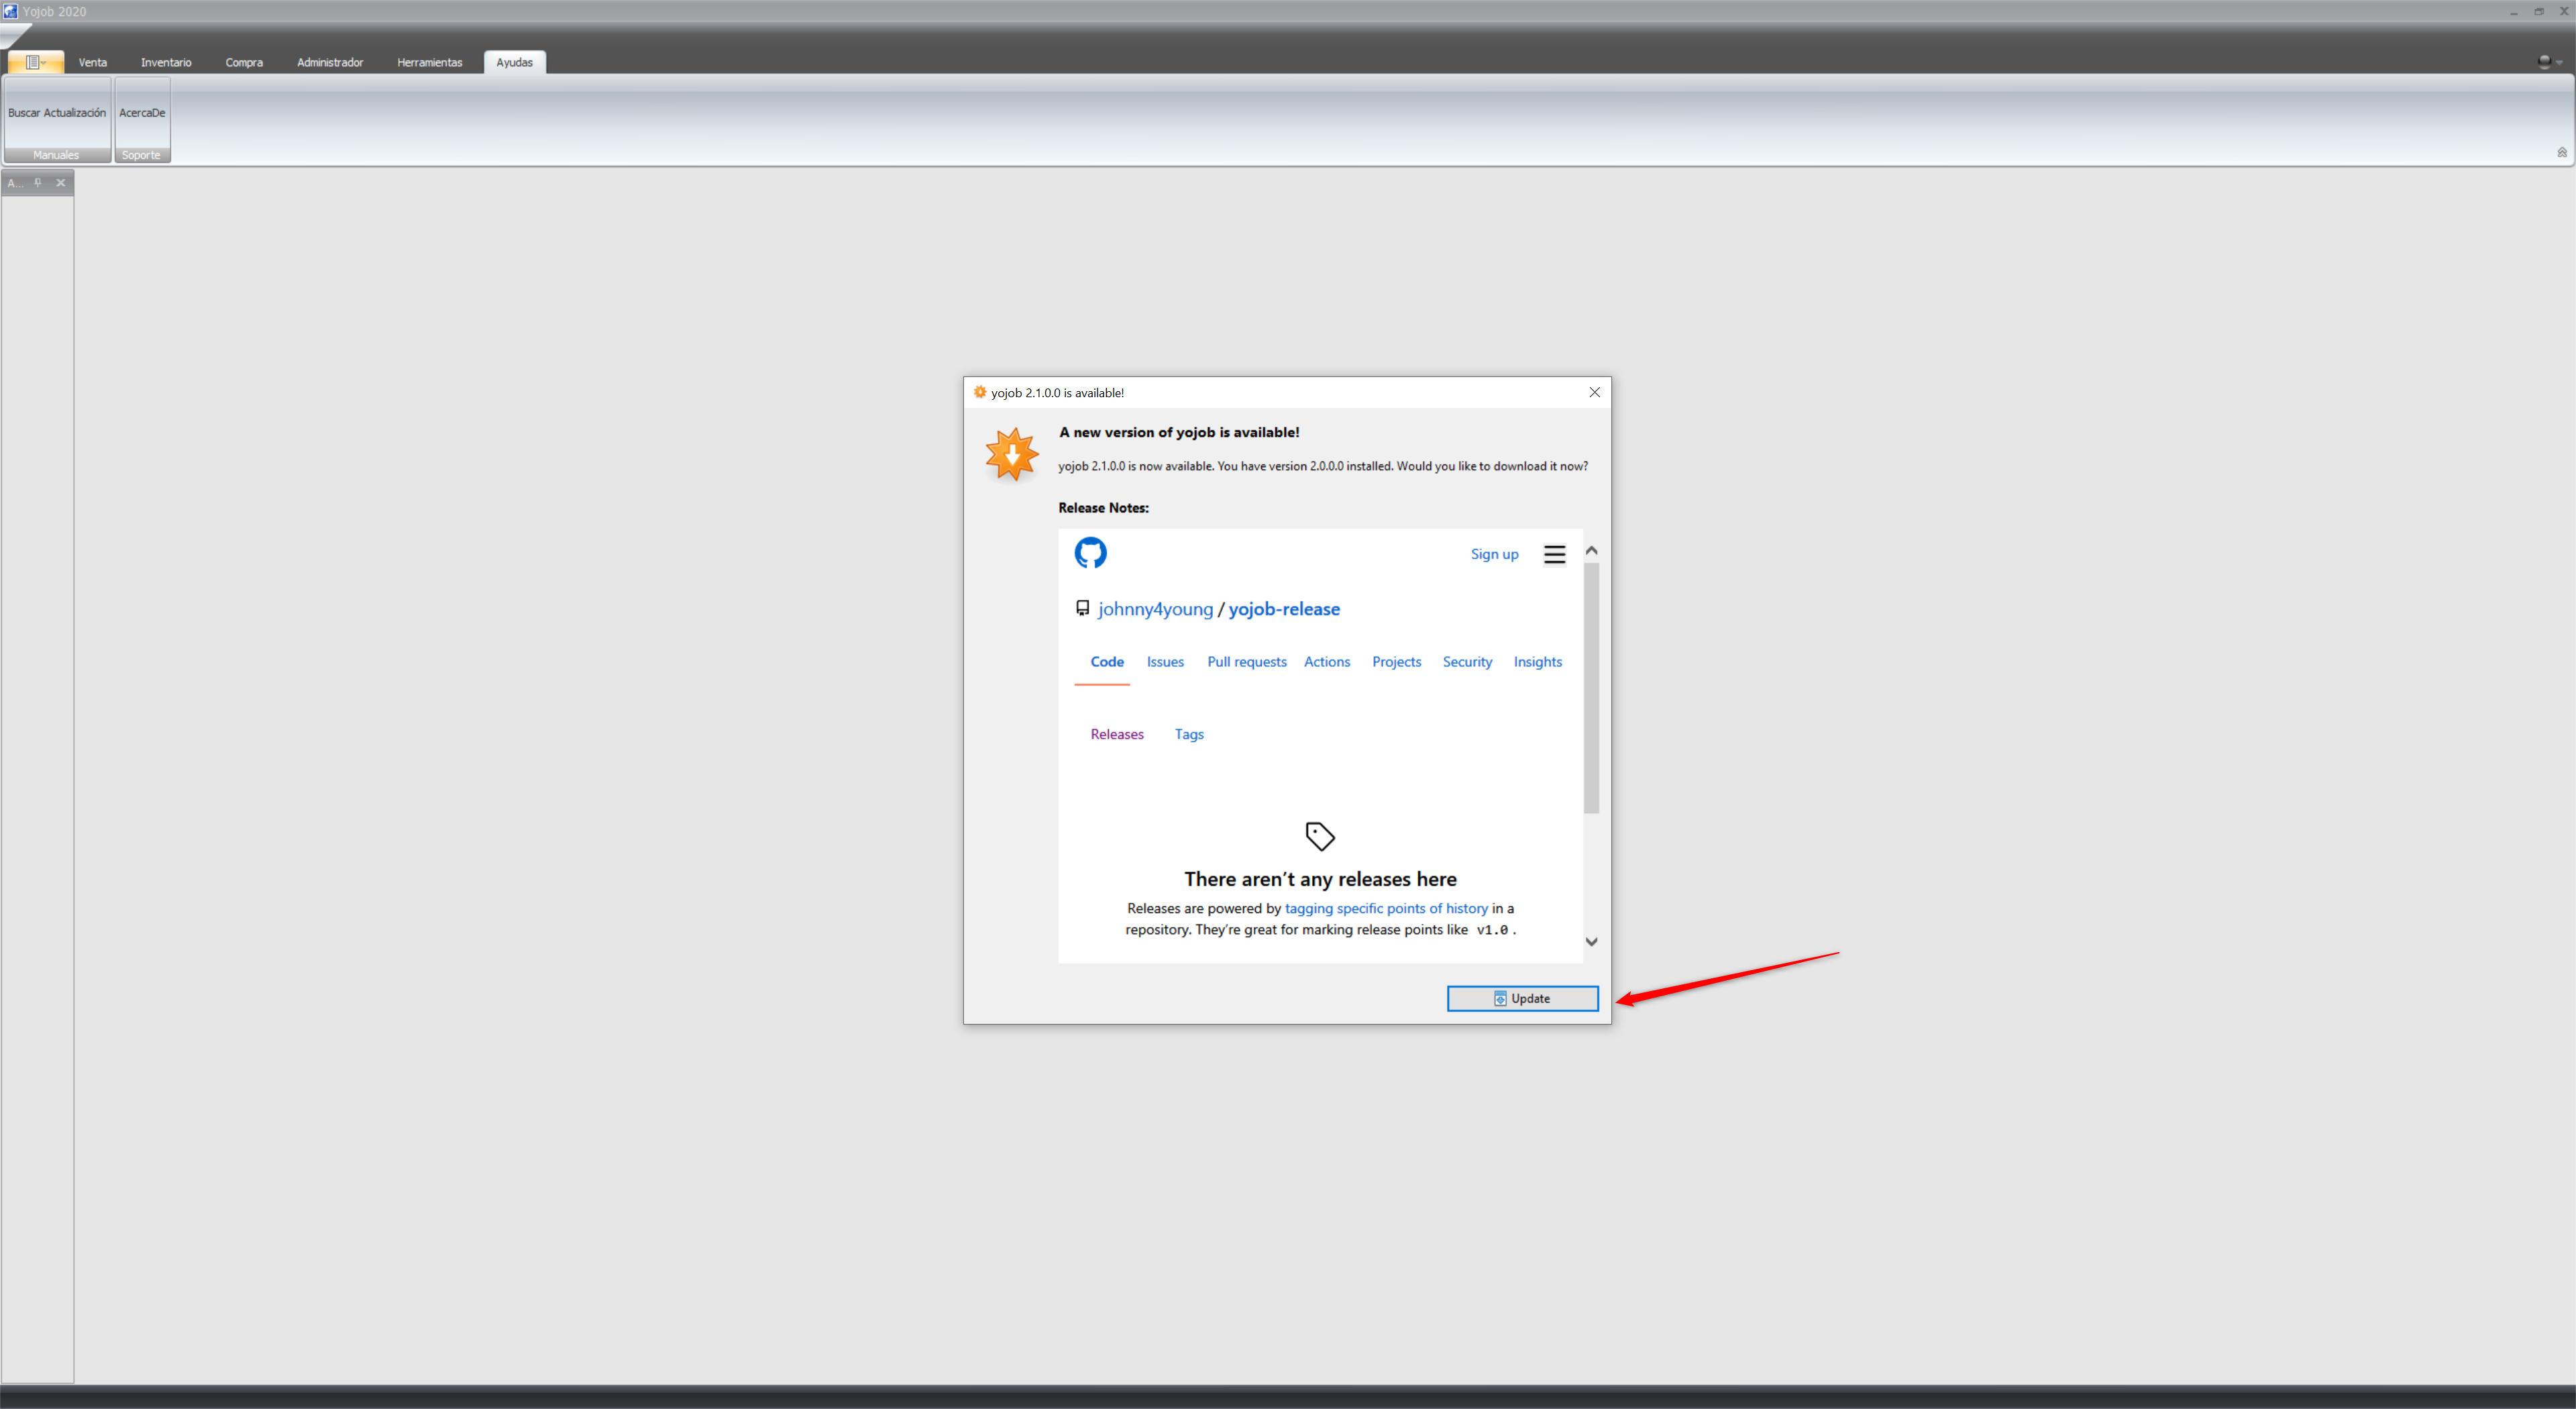 Yojob 2020
Venta Inventario Compra Administrador Herramientas Ayudas
Buscar Actualización AcercaDe
Manuales Soporte
A...
yojob 2.1.0.0 is available!
A new version of yojob is available!
yojob 2.1.0.0 is now available. You have version 2.0.0.0 installed. Would you like to download it now?
Release Notes:
Sign up
johnny4young / yojob-release
Code Issues Pull requests Actions Projects Security Insights
Releases Tags
There aren't any releases here
Releases are powered by tagging specific points of history in a
repository. They're great for marking release points like v1.0 .
Update